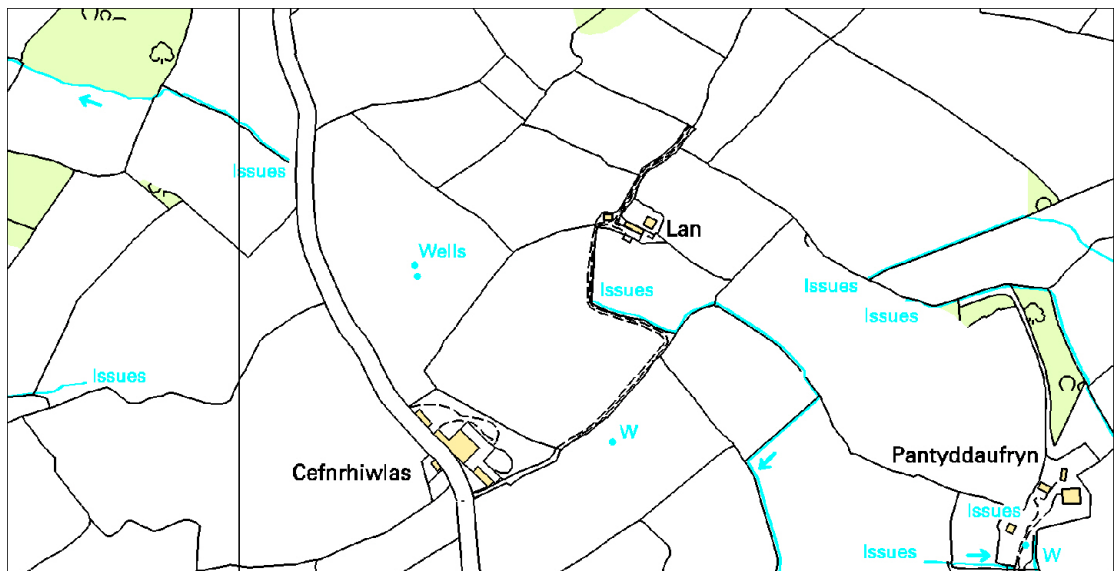 Issues
Lan
Wells
Issues
Issues
Issues
Issues
W
Pantyddaufryn
Cefnrhiwlas
Issues
Issues
W